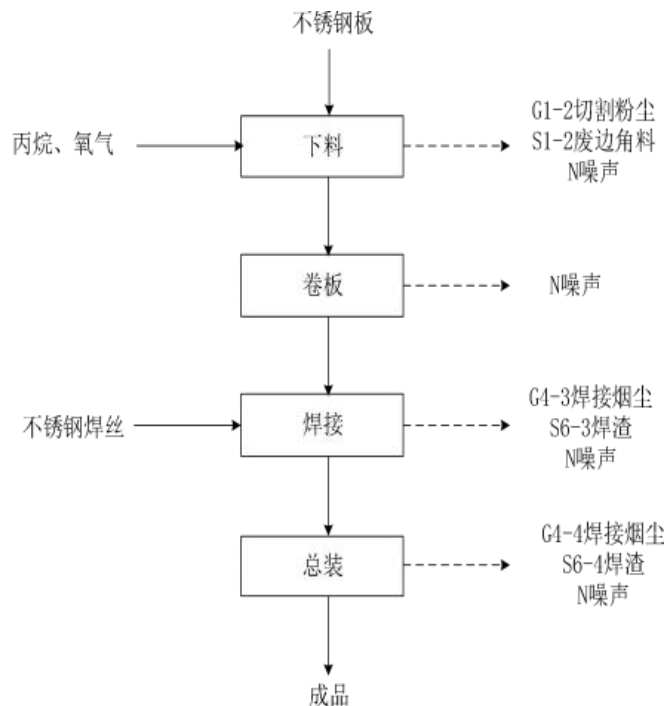 不锈钢板
丙烷、氧气
下料
G1-2切割粉尘
S1-2废边角料
N噪声
卷板
N噪声
不锈钢焊丝
焊接
G4-3焊接烟尘
S6-3焊渣
N噪声
总装
G4-4焊接烟尘
S6-4焊渣
N噪声
成品